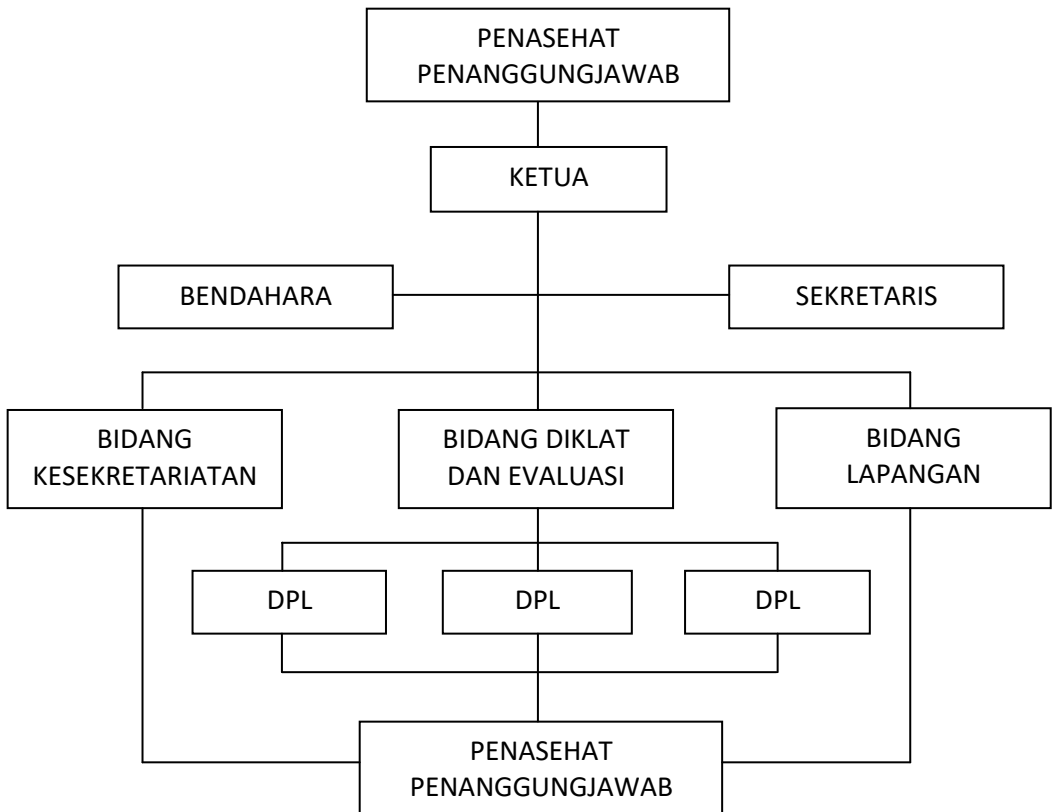 PENASEHAT
PENANGGUNGJAWAB
KETUA
BENDAHARA
SEKRETARIS
BIDANG
KESEKRETARIATAN
BIDANG DIKLAT
DAN EVALUASI
BIDANG
LAPANGAN
DPL
DPL
DPL
PENASEHAT
PENANGGUNGJAWAB